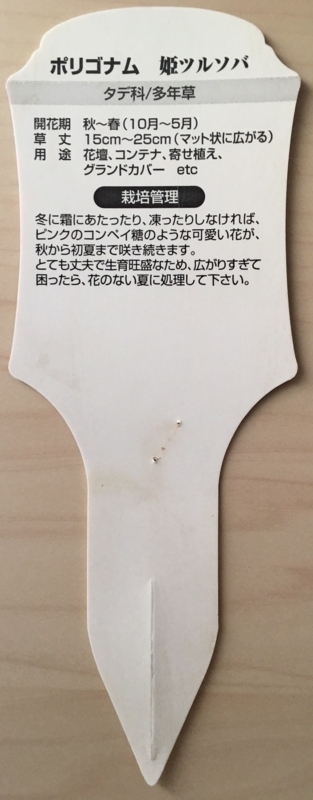 ポリゴナム 姫ツルソバ
タデ科/多年草
開花期 秋〜春(10月〜5月)
草丈 15cm〜25cm(マット状に広がる)
用途 花壇、コンテナ、寄せ植え、
グランドカバー etc
栽培管理
冬に霜にあたったり、凍ったりしなければ、
ピンクのコンペイ糖のような可愛い花が、
秋から初夏まで咲き続きます。
とても丈夫で生育旺盛なため、広がりすぎて
困ったら、花のない夏に処理して下さい。